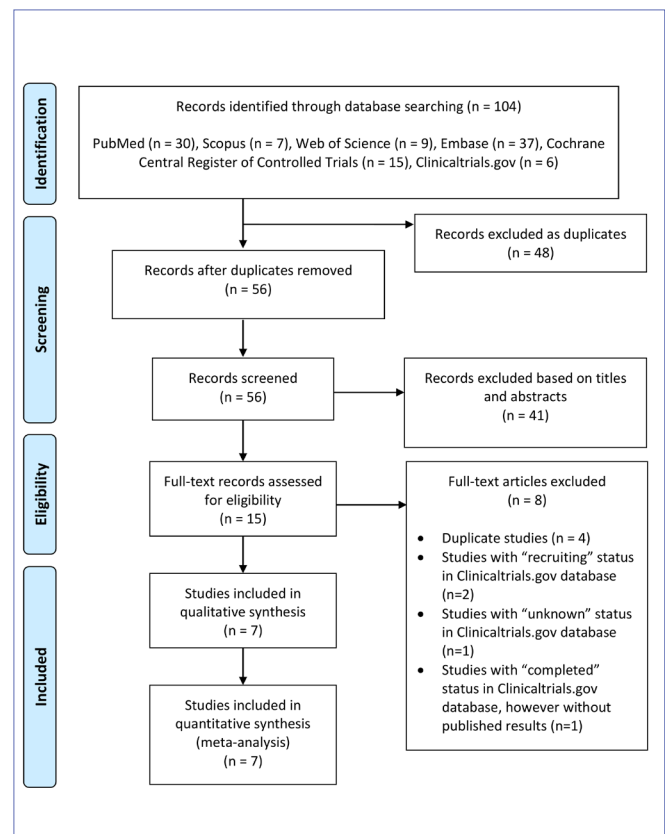 Identification
Records identified through database searching (n = 104)
PubMed (n = 30), Scopus (n = 7), Web of Science (n = 9), Embase (n = 37), Cochrane
Central Register of Controlled Trials (n = 15), Clinicaltrials.gov (n = 6)
Screening
Records excluded as duplicates
(n = 48)
Records after duplicates removed
(n = 56)
Records screened
(n = 56)
Records excluded based on titles
and abstracts
(n = 41)
Eligibility
Full-text records assessed
for eligibility
(n = 15)
Full-text articles excluded
(n = 8)
• Duplicate studies (n = 4)
• Studies with “recruiting” status
in Clinicaltrials.gov database
(n=2)
• Studies with “unknown” status
in Clinicaltrials.gov database
(n=1)
• Studies with “completed”
status in Clinicaltrials.gov
database, however without
published results (n=1)
Included
Studies included in
qualitative synthesis
(n = 7)
Studies included in
quantitative synthesis
(meta-analysis)
(n = 7)